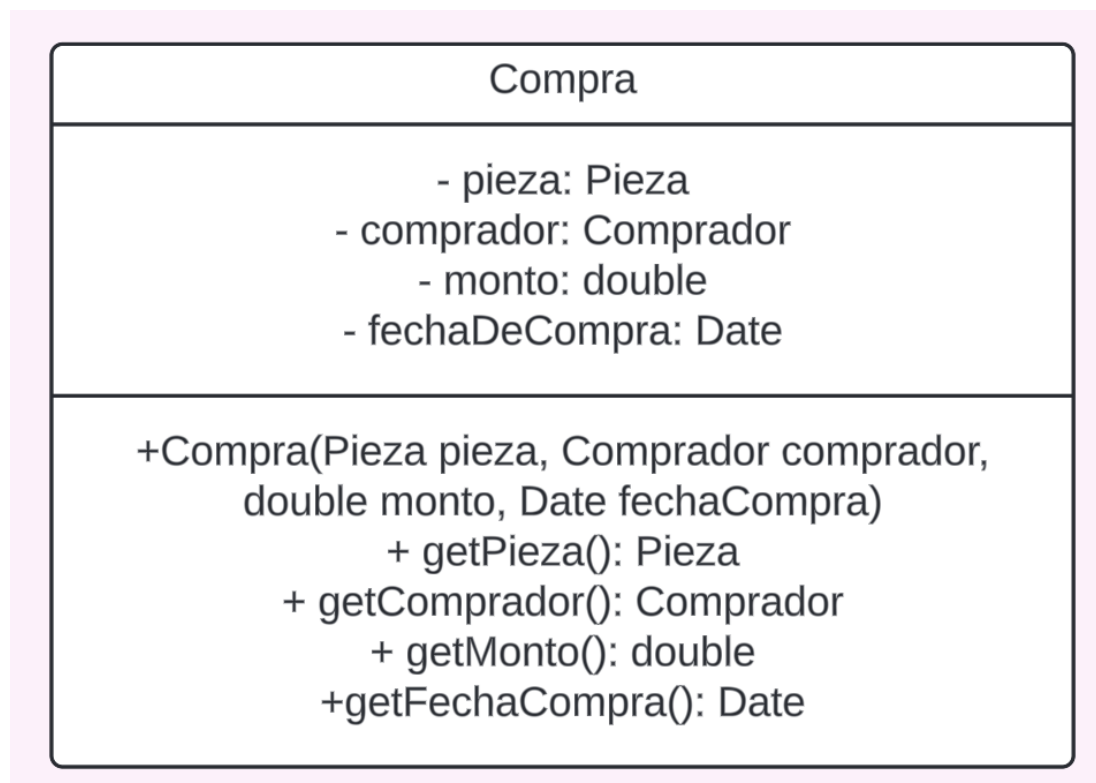 Compra
- pieza: Pieza
- comprador: Comprador
- monto: double
- fechaDeCompra: Date
+Compra(Pieza pieza, Comprador comprador,
double monto, Date fechaCompra)
+ getPieza(): Pieza
+ getComprador(): Comprador
+ getMonto(): double
+getFechaCompra(): Date